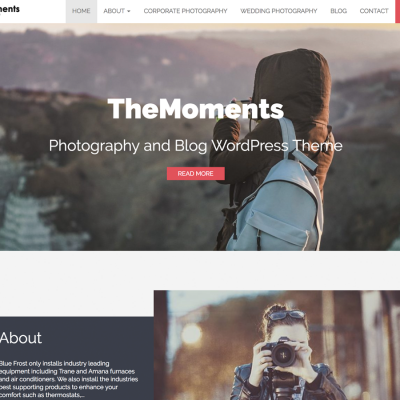 HOME ABOUT CORPORATE PHOTOGRAPHY WEDDING PHOTOGRAPHY BLOG CONTACT
TheMoments
Photography and Blog WordPress Theme
READ MORE
About
Blue Frost only installs industry leading
equipment including Trane and Amana furnaces
and air conditioners. We also install the industries
best supporting products to enhance your
comfort such as thermostats,...